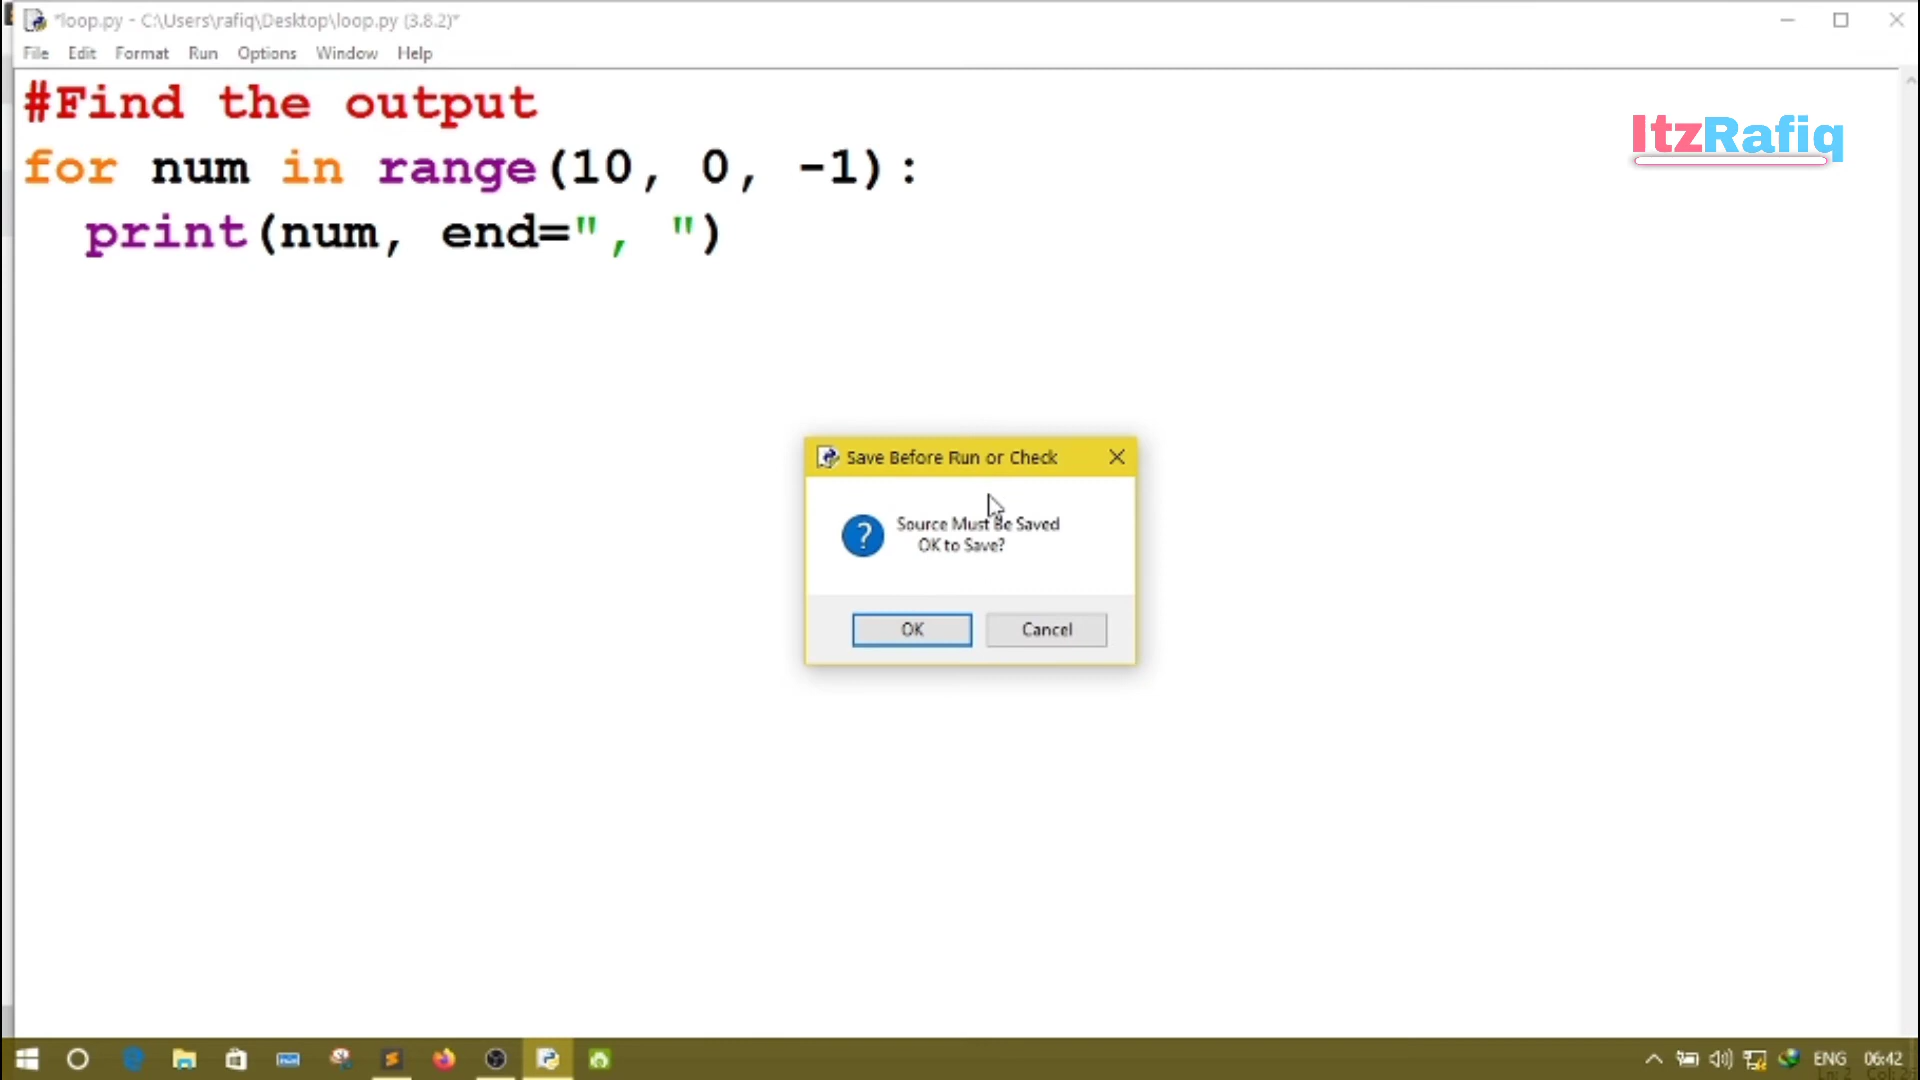 *loop.py - C:\Users\rafiq\Desktop\loop.py (3.8.2)*
File Edit Format Run Options Window Help
#Find the output
ItzRafiq
for num in range(10, 0, -1):
  print(num, end=", ")
Save Before Run or Check
Source Must Be Saved
OK to Save?
OK Cancel
ENG 06:42